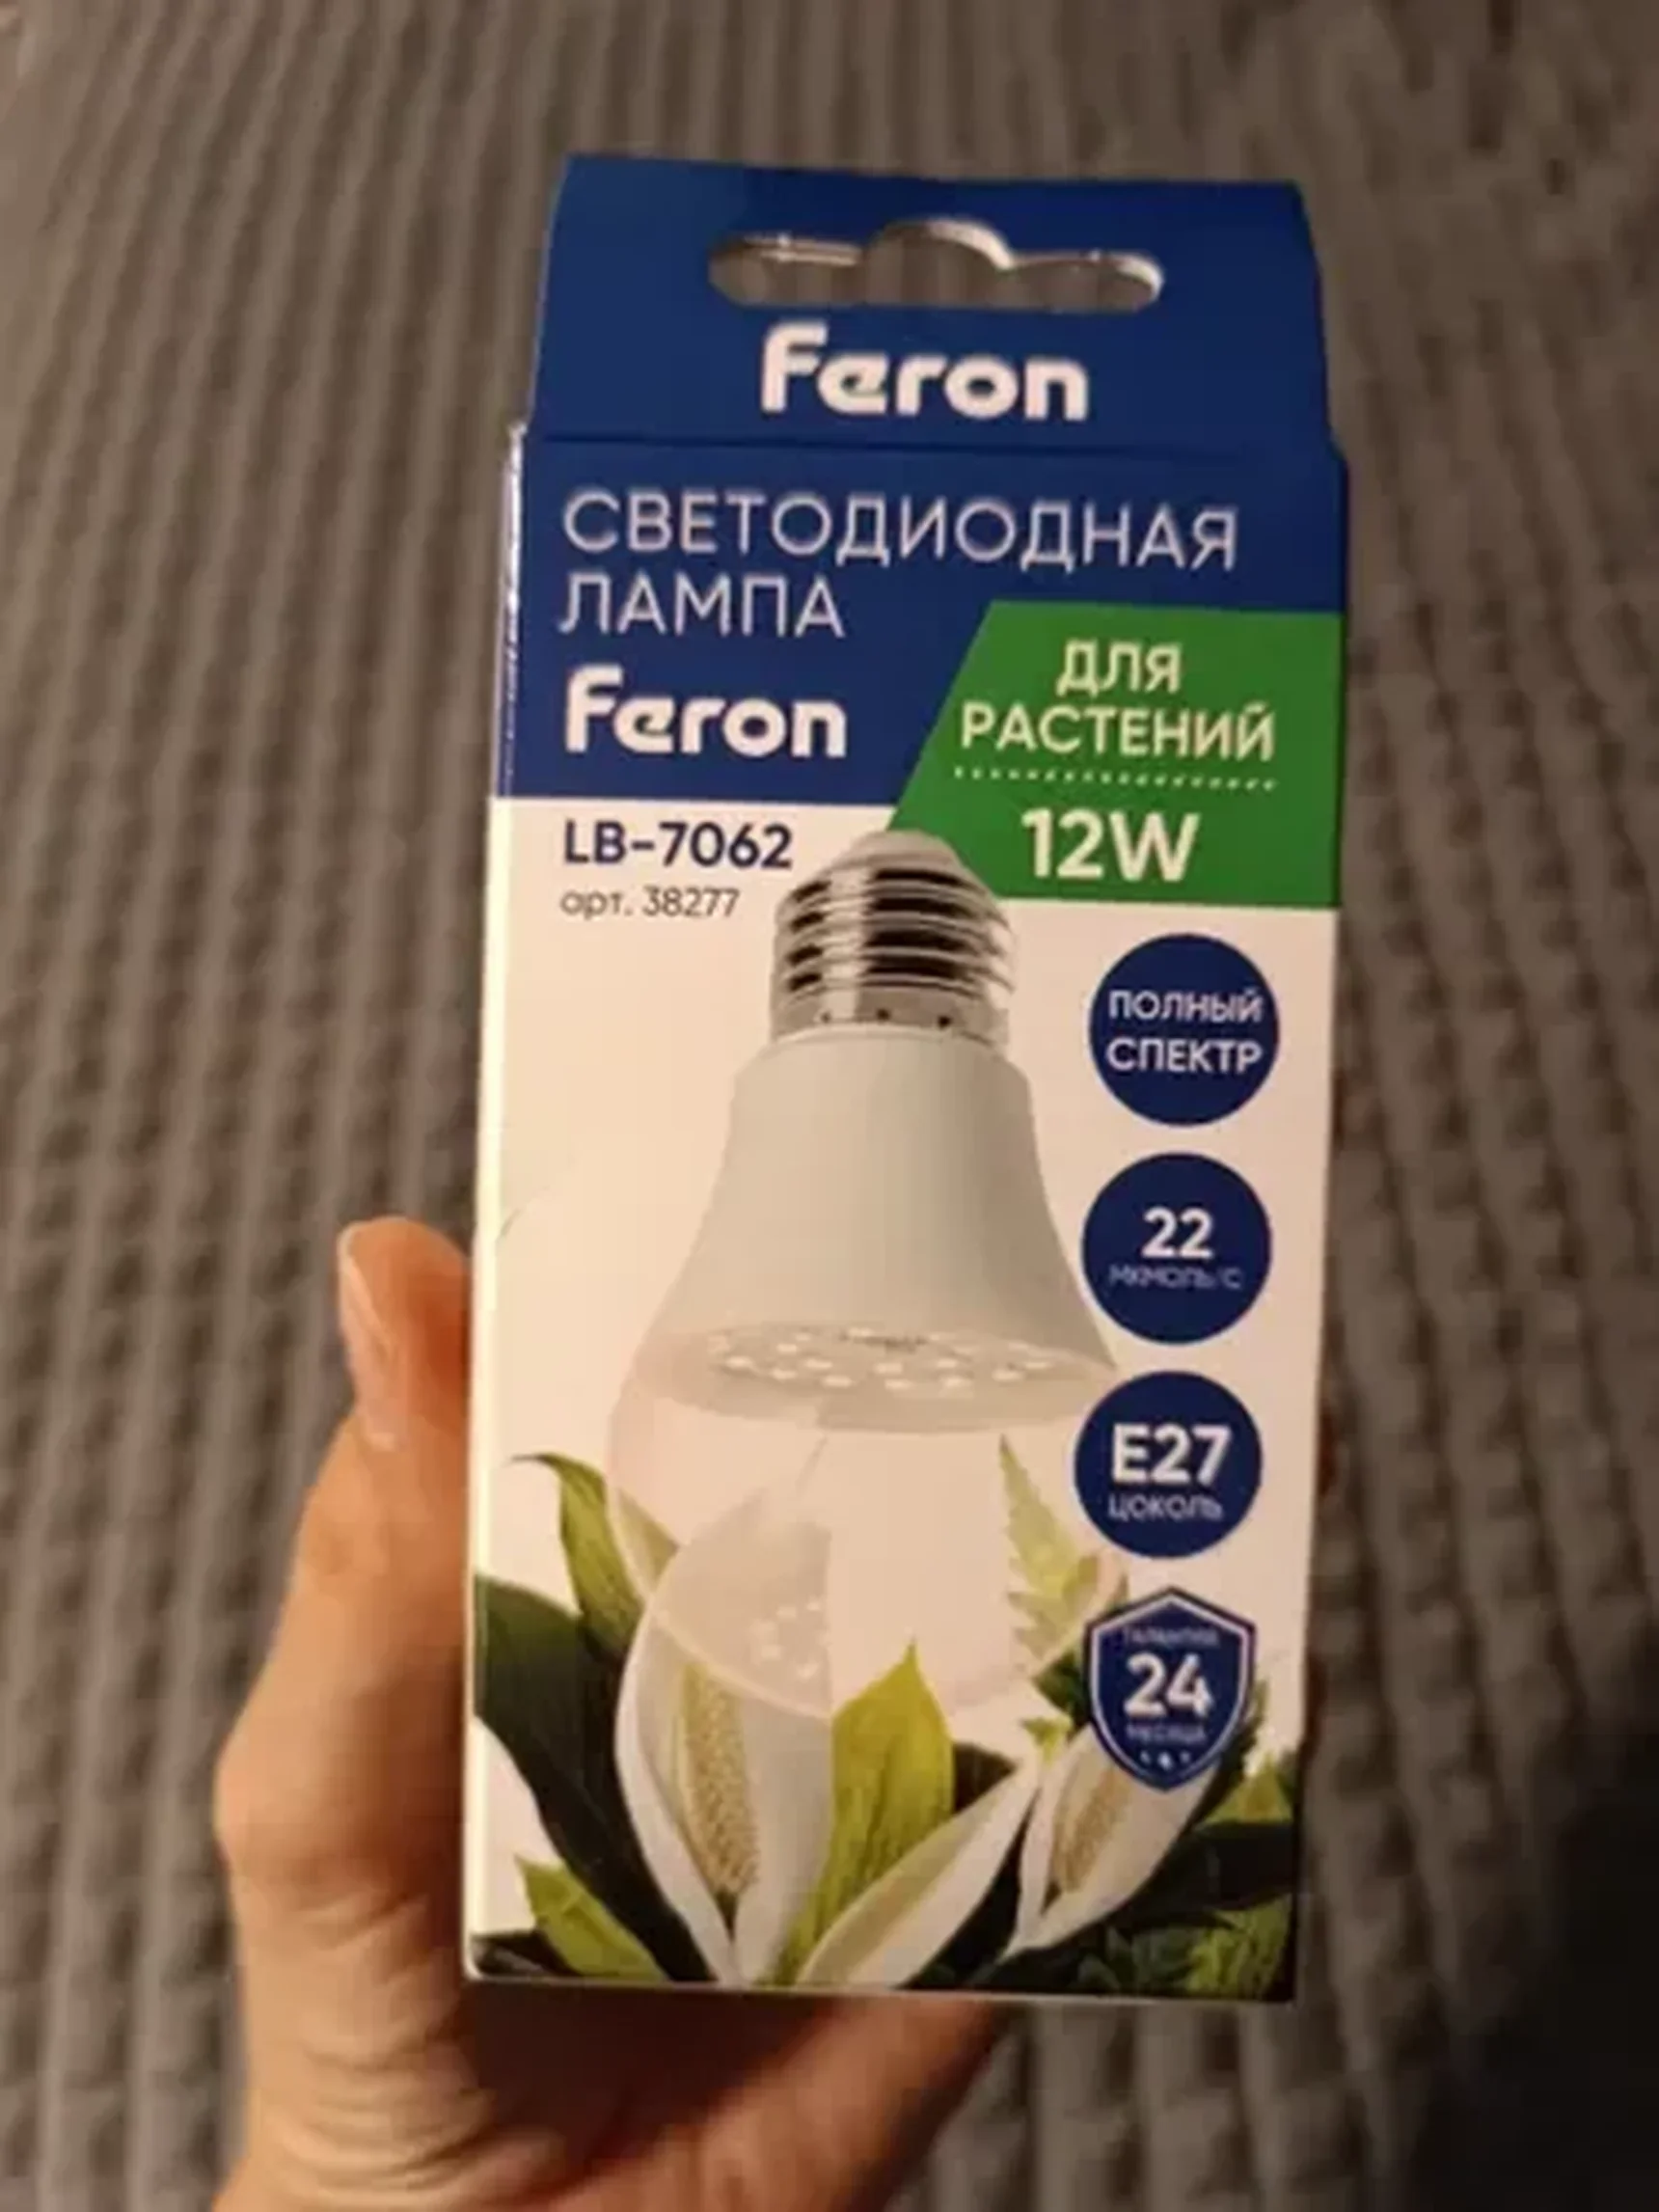 Feron
СВЕТОДИОДНАЯ
ЛАМПА
Feron
ДЛЯ
РАСТЕНИЙ
12W
LB-7062
арт. 38277
ПОЛНЫЙ
СПЕКТР
22
МКМОЛЬ/С
E27
ЦОКОЛЬ
ГАРАНТИЯ
24
МЕСЯЦА